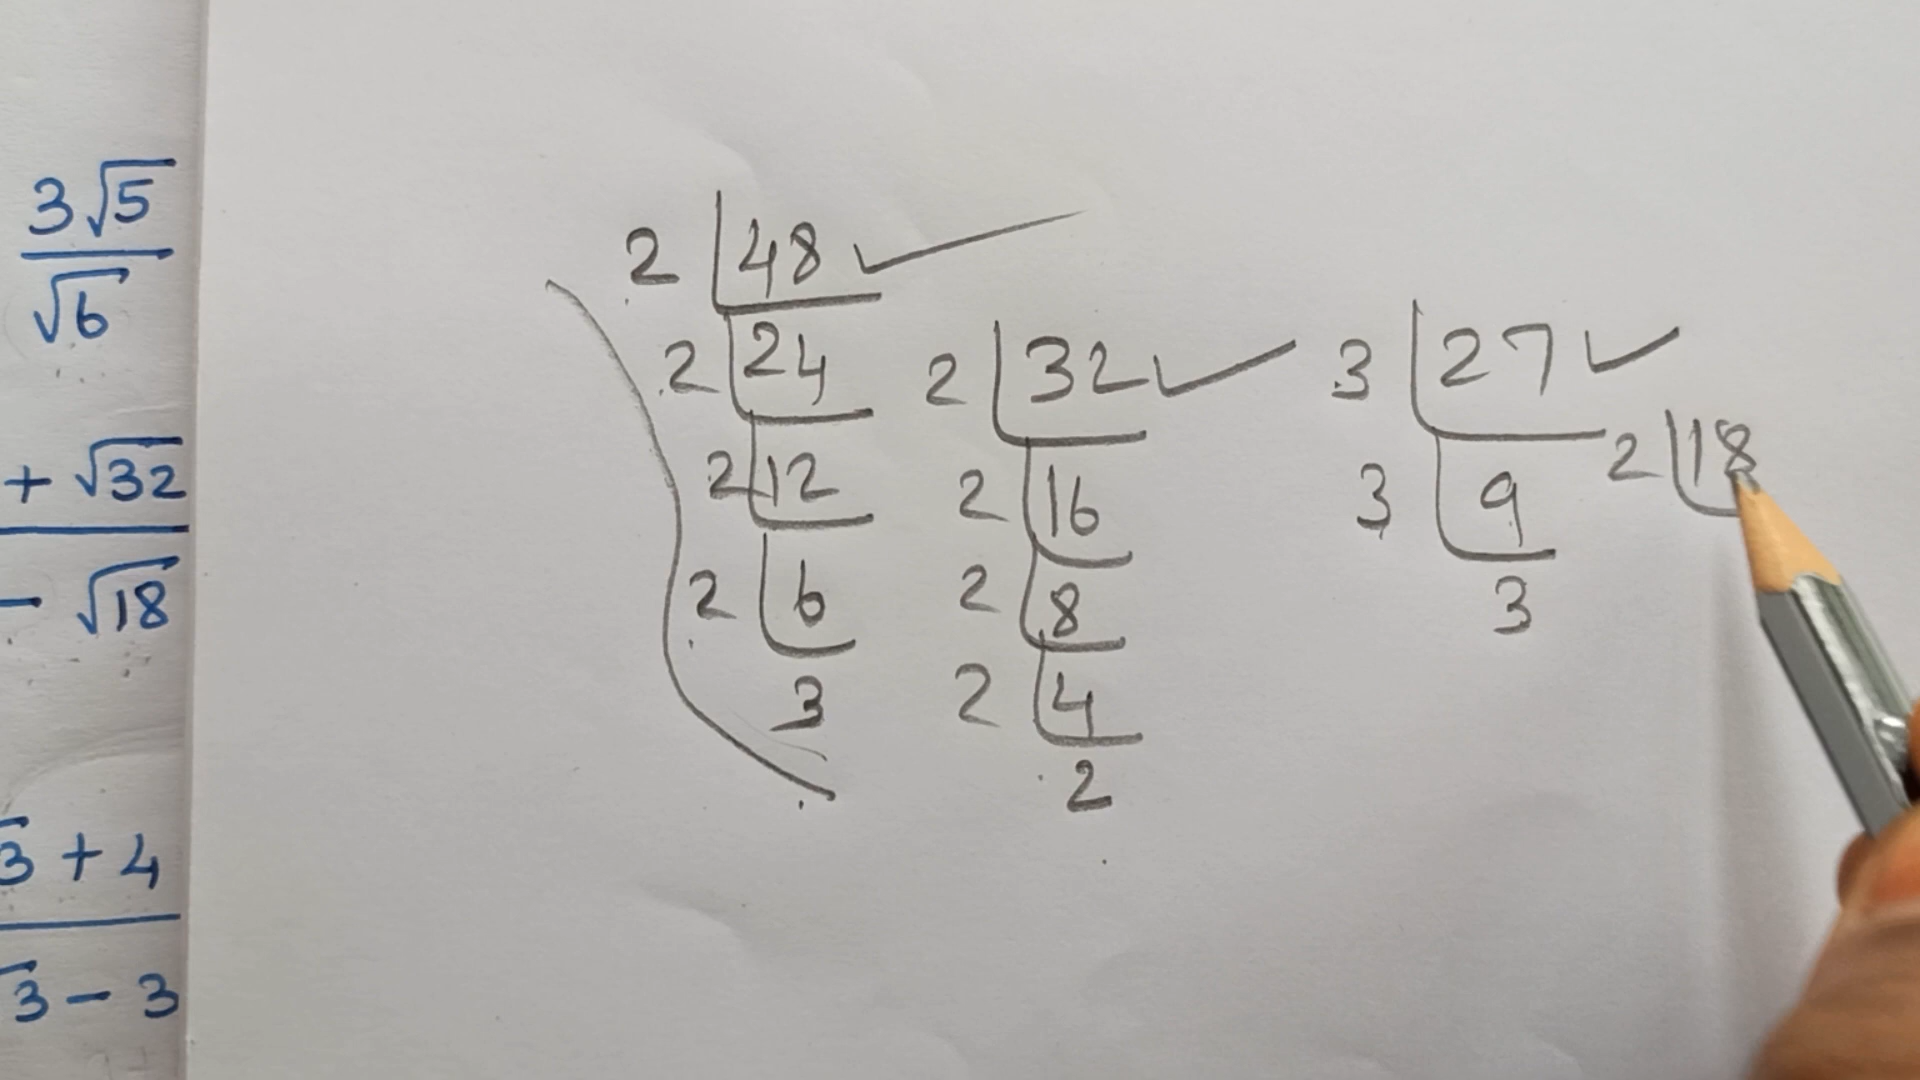 3√5
√6
+ √32
- √18
3 + 4
3 - 3
2 | 48 ✓
2 | 24
2 | 12
2 | 6
3
2 | 32 ✓
2 | 16
2 | 8
2 | 4
2
3 | 27 ✓
3 | 9
3
2 | 18